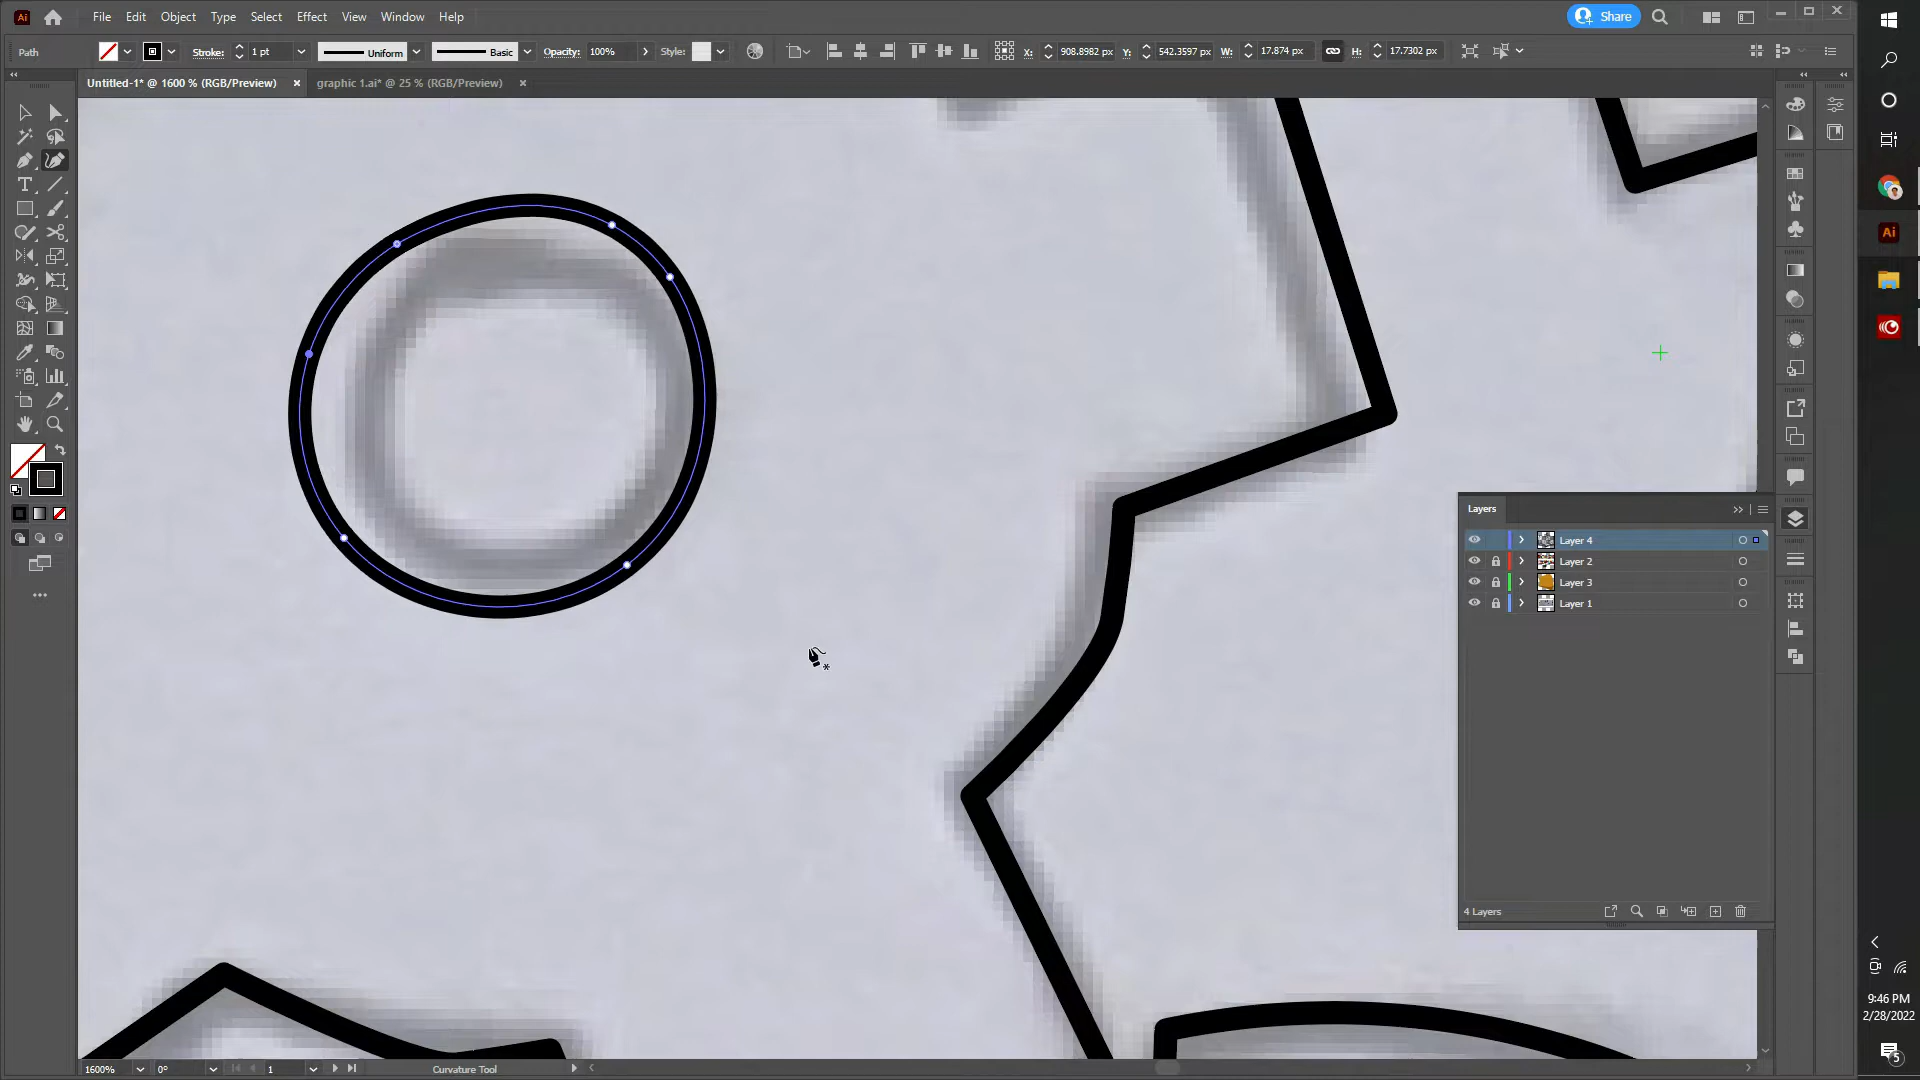 Ai File Edit Object Type Select Effect View Window Help Share
Path Stroke: 1 pt Uniform Basic Opacity: 100% Style: X: 908.8982 px Y: 542.3597 px W: 17.874 px H: 17.7302 px
Untitled-1* @ 1600 % (RGB/Preview) × graphic 1.ai* @ 25 % (RGB/Preview) ×
Ai
Layers
Layer 4
Layer 2
Layer 3
Layer 1
4 Layers
9:46 PM
2/28/2022
5
1600% 0° 1 Curvature Tool